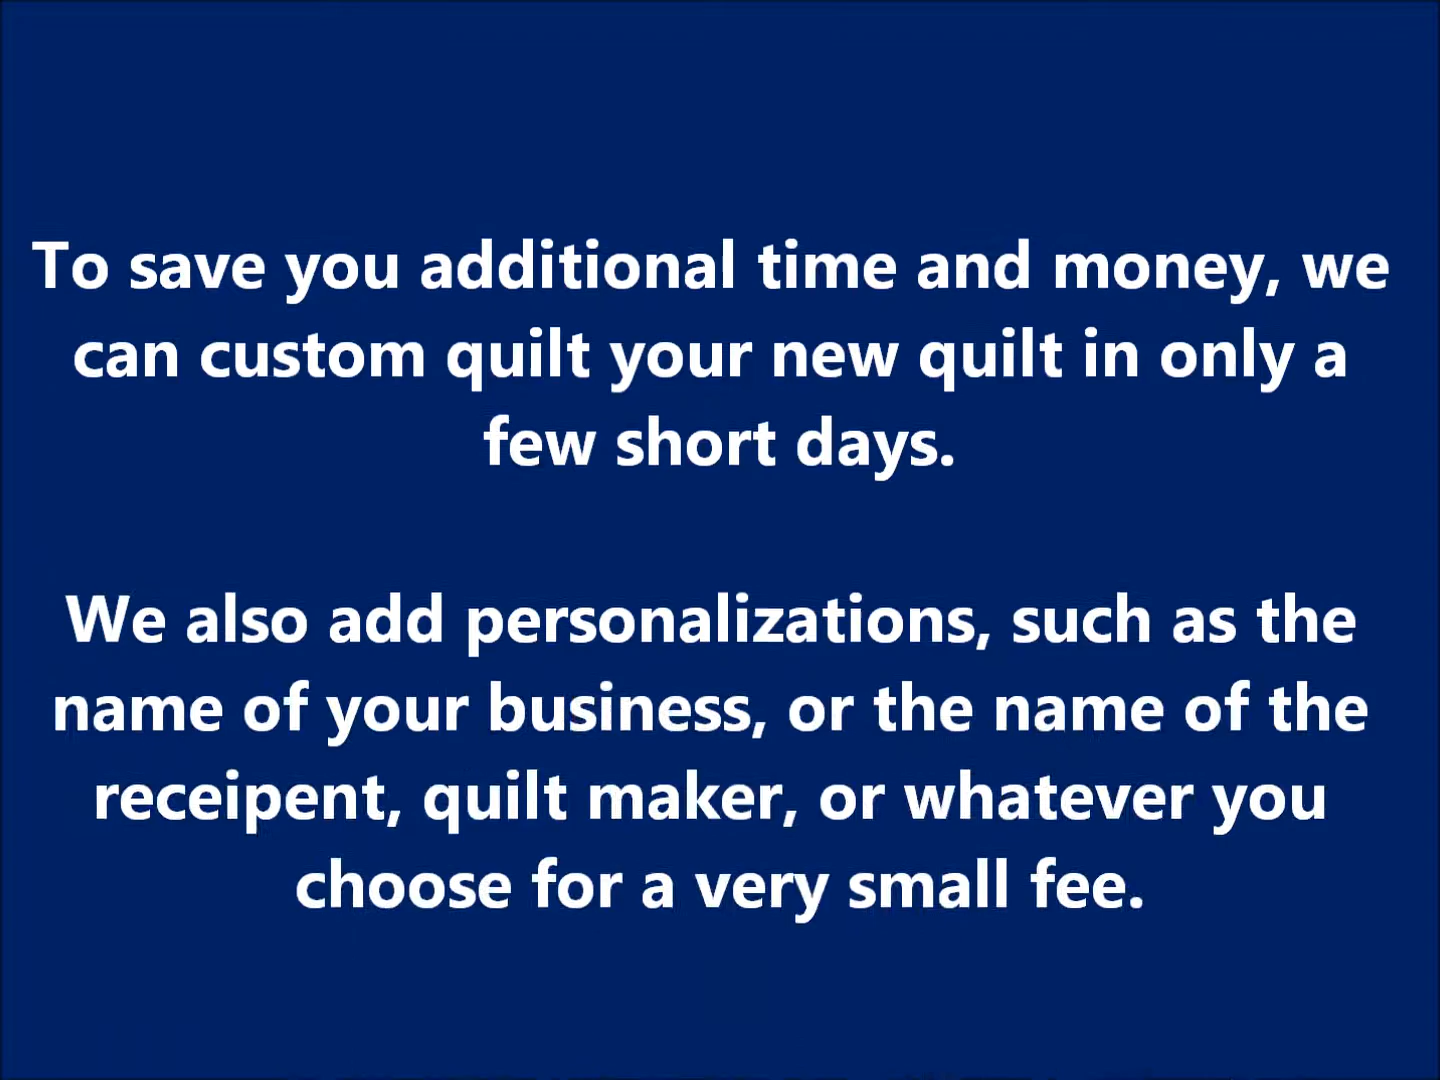 To save you additional time and money, we
can custom quilt your new quilt in only a
few short days.
We also add personalizations, such as the
name of your business, or the name of the
receipent, quilt maker, or whatever you
choose for a very small fee.